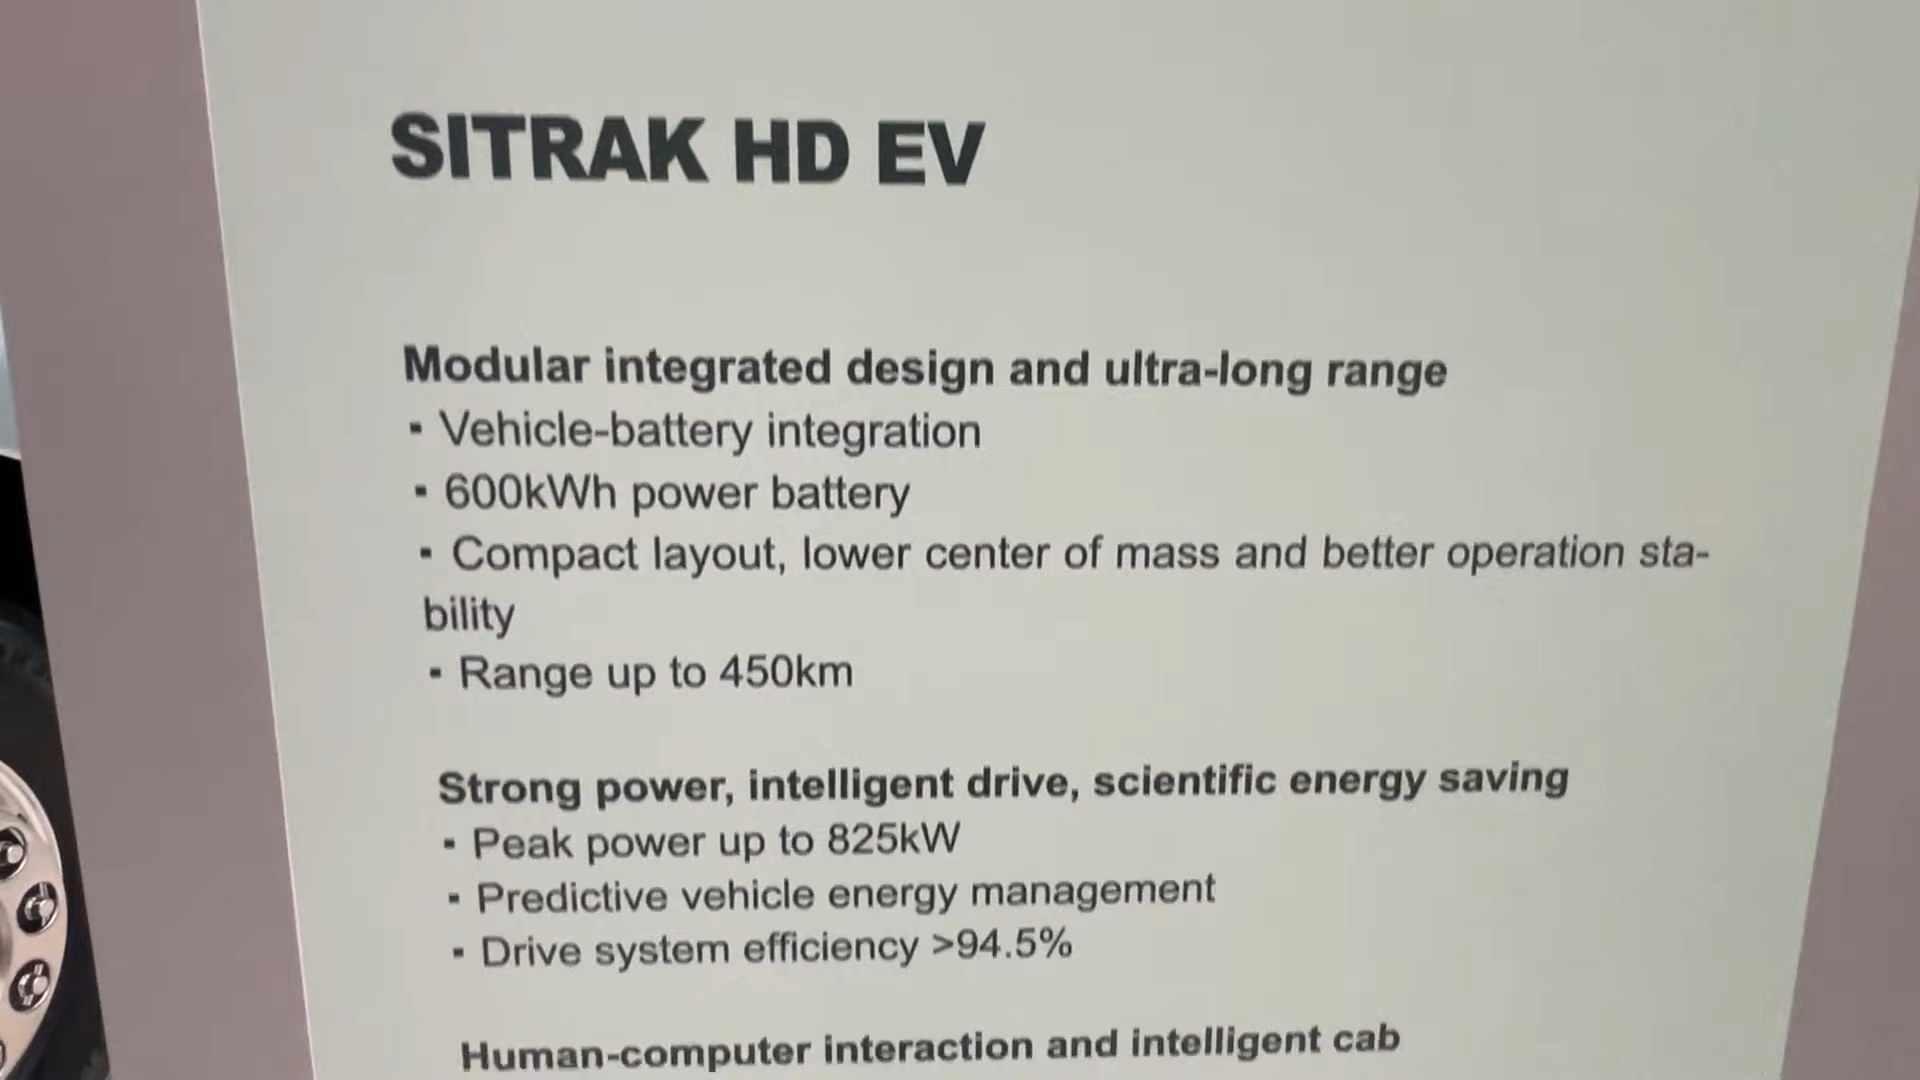 SITRAK HD EV
Modular integrated design and ultra-long range
▪ Vehicle-battery integration
▪ 600kWh power battery
▪ Compact layout, lower center of mass and better operation sta-
bility
▪ Range up to 450km
Strong power, intelligent drive, scientific energy saving
▪ Peak power up to 825kW
▪ Predictive vehicle energy management
▪ Drive system efficiency >94.5%
Human-computer interaction and intelligent cab